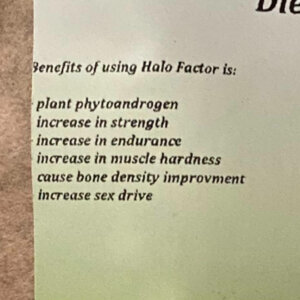 Benefits of using Halo Factor is:
plant phytoandrogen
increase in strength
increase in endurance
increase in muscle hardness
cause bone density improvment
increase sex drive